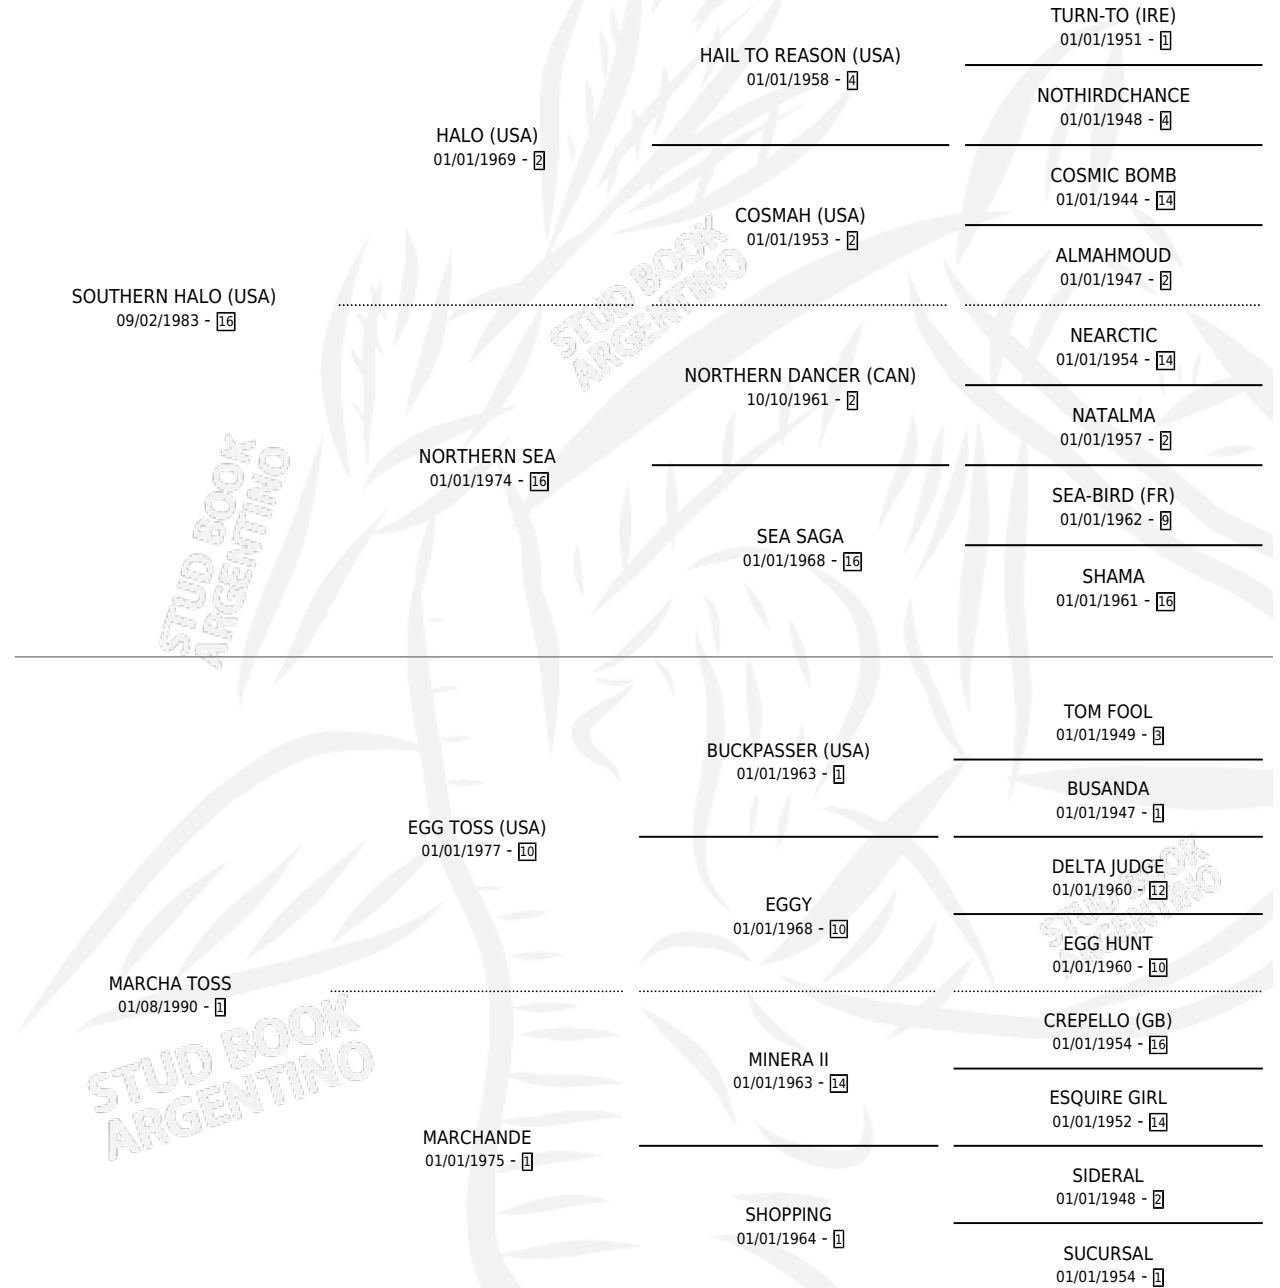 TURN-TO (IRE)
01/01/1951 - 1
HAIL TO REASON (USA)
01/01/1958 - 4
NOTHIRDCHANCE
01/01/1948 - 4
HALO (USA)
01/01/1969 - 2
COSMIC BOMB
01/01/1944 - 14
COSMAH (USA)
01/01/1953 - 2
ALMAHMOUD
01/01/1947 - 2
SOUTHERN HALO (USA)
09/02/1983 - 16
NEARCTIC
01/01/1954 - 14
NORTHERN DANCER (CAN)
10/10/1961 - 2
NATALMA
01/01/1957 - 2
NORTHERN SEA
01/01/1974 - 16
SEA-BIRD (FR)
01/01/1962 - 9
SEA SAGA
01/01/1968 - 16
SHAMA
01/01/1961 - 16
STUD BOOK
ARGENTINO
STUD BOOK
ARGENTINO
TOM FOOL
01/01/1949 - 3
BUCKPASSER (USA)
01/01/1963 - 1
BUSANDA
01/01/1947 - 1
EGG TOSS (USA)
01/01/1977 - 10
DELTA JUDGE
01/01/1960 - 12
EGGY
01/01/1968 - 10
EGG HUNT
01/01/1960 - 10
STUD BOOK
ARGENTINO
MARCHA TOSS
01/08/1990 - 1
CREPELLO (GB)
01/01/1954 - 16
MINERA II
01/01/1963 - 14
ESQUIRE GIRL
01/01/1952 - 14
MARCHANDE
01/01/1975 - 1
SIDERAL
01/01/1948 - 2
SHOPPING
01/01/1964 - 1
SUCURSAL
01/01/1954 - 1
STUD BOOK
ARGENTINO